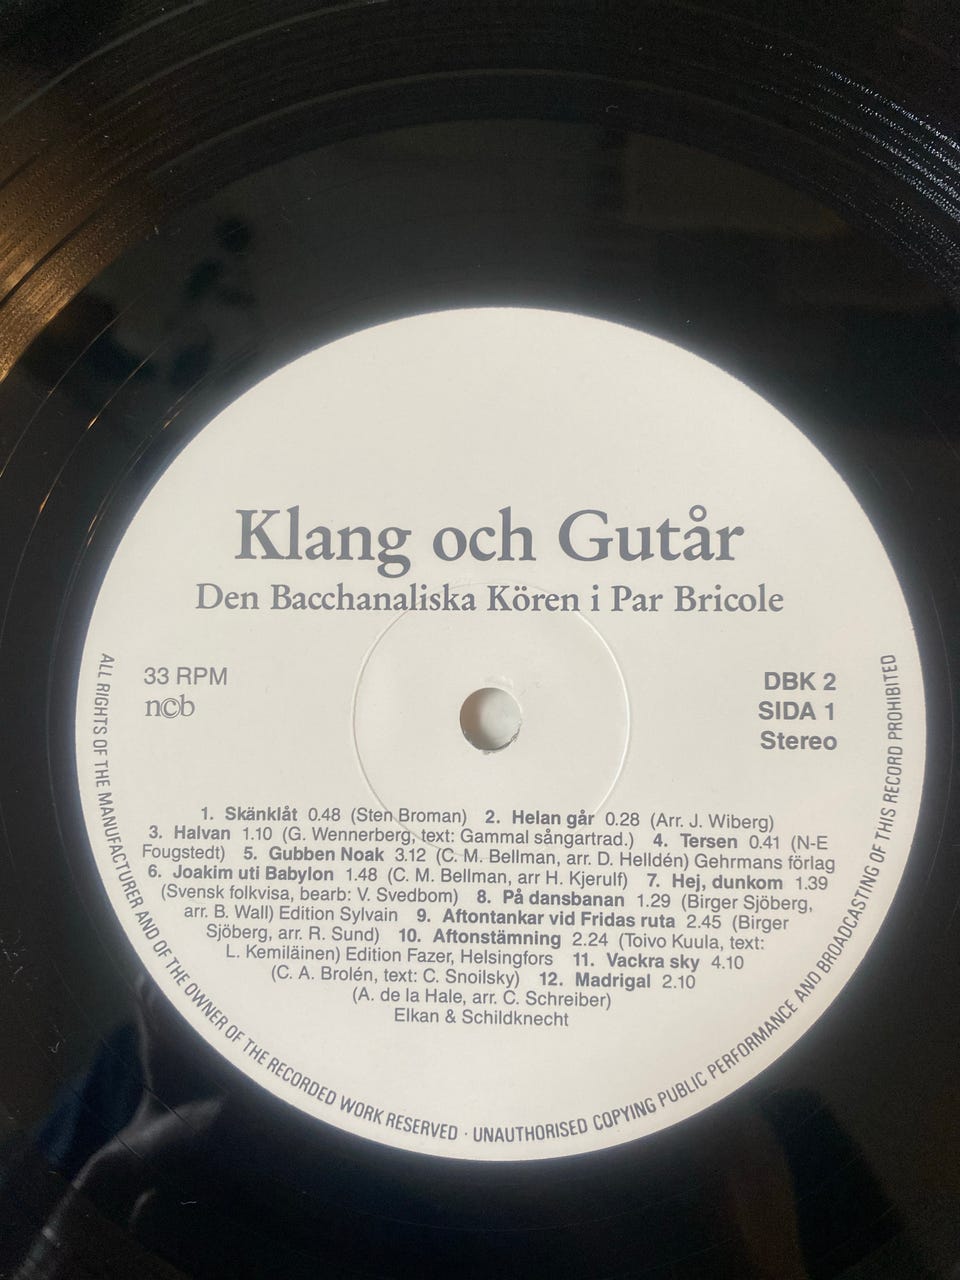 Klang och Gutår
Den Bacchanaliska Kören i Par Bricole
33 RPM
ncb
DBK 2
SIDA 1
Stereo
1. Skänklåt 0.48 (Sten Broman) 2. Helan går 0.28 (Arr. J. Wiberg)
3. Halvan 1.10 (G. Wennerberg, text: Gammal sångartrad.) 4. Tersen 0.41 (N-E
Fougstedt) 5. Gubben Noak 3.12 (C. M. Bellman, arr. D. Helldén) Gehrmans förlag
6. Joakim uti Babylon 1.48 (C. M. Bellman, arr H. Kjerulf) 7. Hej, dunkom 1.39
(Svensk folkvisa, bearb: V. Svedbom) 8. På dansbanan 1.29 (Birger Sjöberg,
arr. B. Wall) Edition Sylvain 9. Aftontankar vid Fridas ruta 2.45 (Birger
Sjöberg, arr. R. Sund) 10. Aftonstämning 2.24 (Toivo Kuula, text:
L. Kemiläinen) Edition Fazer, Helsingfors 11. Vackra sky 4.10
(C. A. Brolén, text: C. Snoilsky) 12. Madrigal 2.10
(A. de la Hale, arr. C. Schreiber)
Elkan & Schildknecht
ALL RIGHTS OF THE MANUFACTURER AND OF THE OWNER OF THE RECORDED WORK RESERVED · UNAUTHORISED COPYING PUBLIC PERFORMANCE AND BROADCASTING OF THIS RECORD PROHIBITED